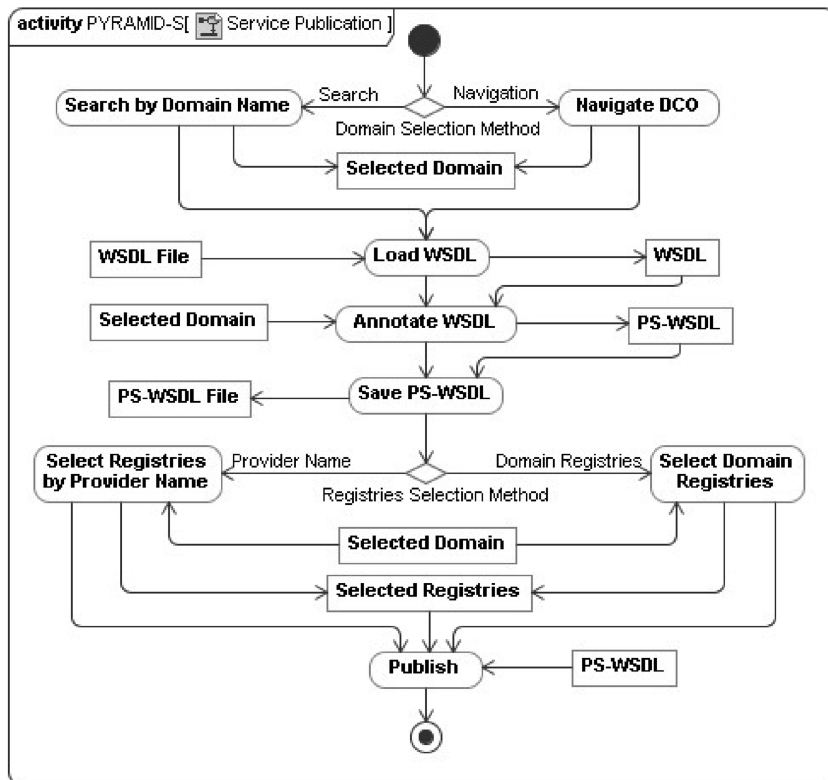 activity PYRAMID-S[ Service Publication ]
Search by Domain Name
Search
Navigation
Navigate DCO
Domain Selection Method
Selected Domain
WSDL File
Load WSDL
WSDL
Selected Domain
Annotate WSDL
PS-WSDL
PS-WSDL File
Save PS-WSDL
Select Registries
by Provider Name
Provider Name
Domain Registries
Select Domain
Registries
Registries Selection Method
Selected Domain
Selected Registries
Publish
PS-WSDL